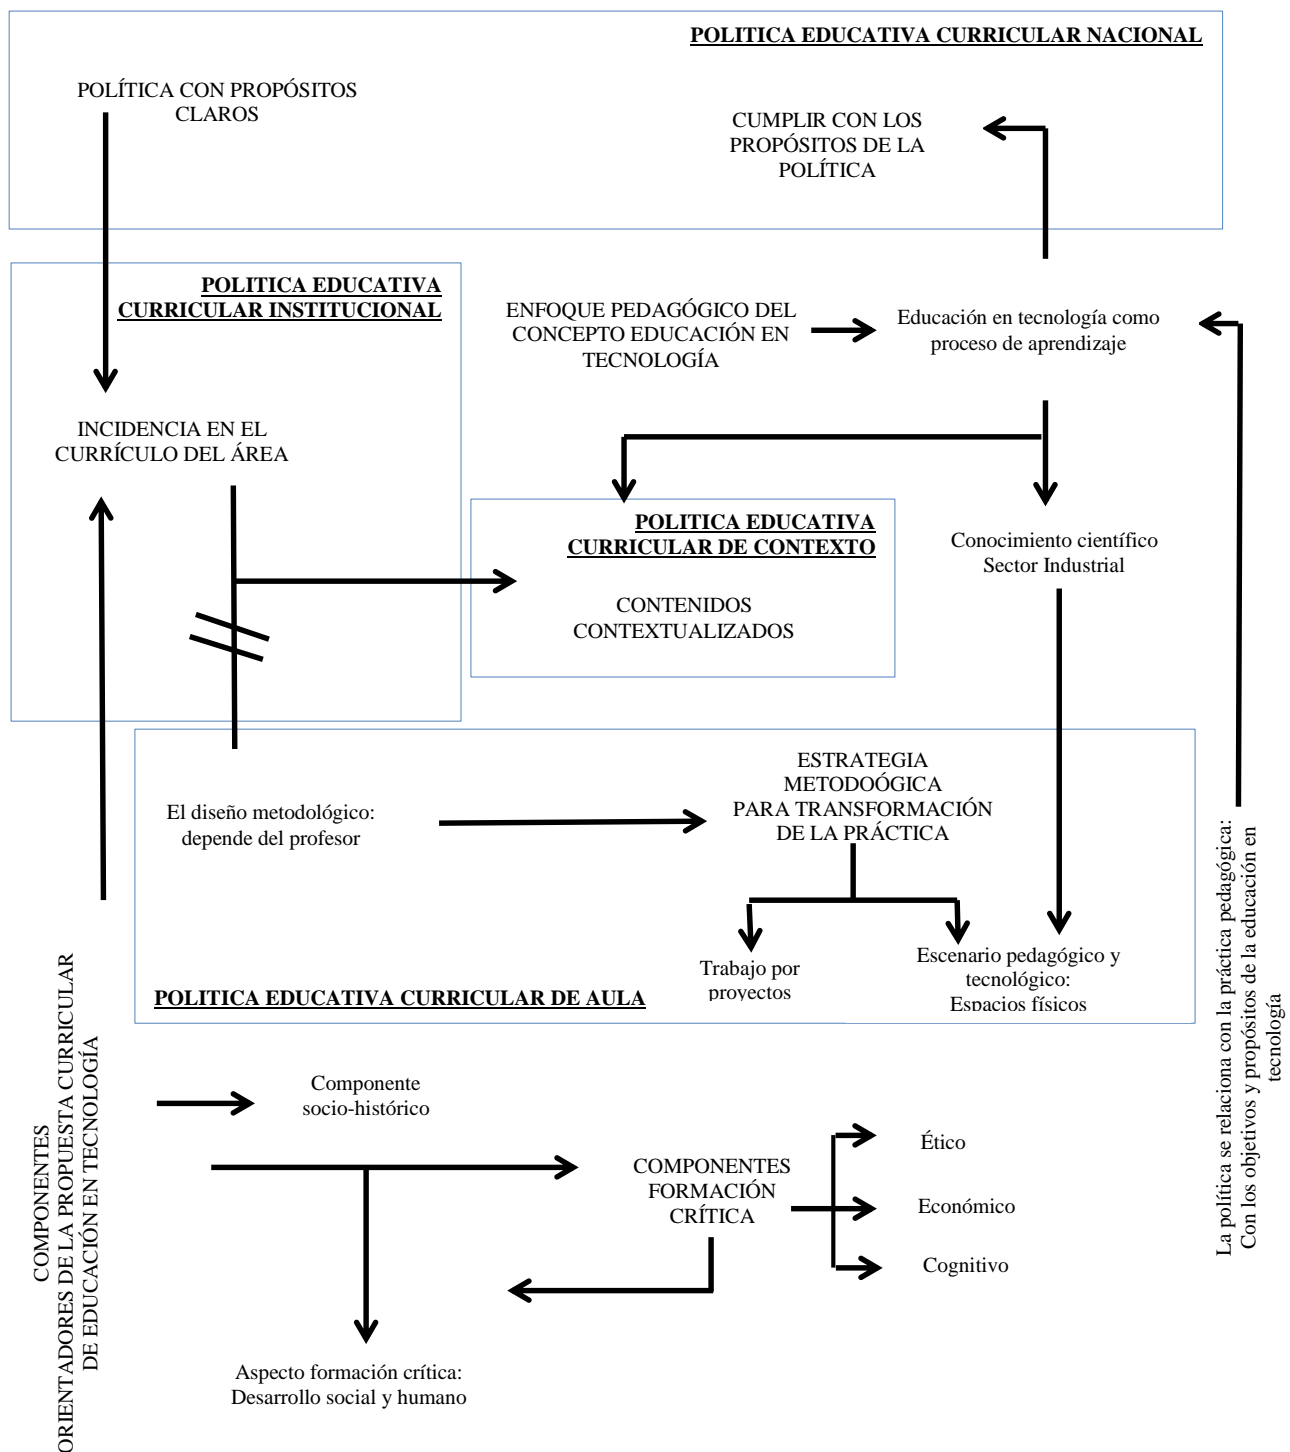 POLITICA EDUCATIVA CURRICULAR NACIONAL
POLÍTICA CON PROPÓSITOS
CLAROS
CUMPLIR CON LOS
PROPÓSITOS DE LA
POLÍTICA
POLITICA EDUCATIVA
CURRICULAR INSTITUCIONAL
ENFOQUE PEDAGÓGICO DEL
CONCEPTO EDUCACIÓN EN
TECNOLOGÍA
Educación en tecnología como
proceso de aprendizaje
INCIDENCIA EN EL
CURRÍCULO DEL ÁREA
POLITICA EDUCATIVA
CURRICULAR DE CONTEXTO
CONTENIDOS
CONTEXTUALIZADOS
Conocimiento científico
Sector Industrial
El diseño metodológico:
depende del profesor
ESTRATEGIA
METODOÓGICA
PARA TRANSFORMACIÓN
DE LA PRÁCTICA
Trabajo por
proyectos
Escenario pedagógico y
tecnológico:
Espacios físicos
POLITICA EDUCATIVA CURRICULAR DE AULA
La política se relaciona con la práctica pedagógica:
Con los objetivos y propósitos de la educación en
tecnología
COMPONENTES
ORIENTADORES DE LA PROPUESTA CURRICULAR
DE EDUCACIÓN EN TECNOLOGÍA
Componente
socio-histórico
COMPONENTES
FORMACIÓN
CRÍTICA
Ético
Económico
Cognitivo
Aspecto formación crítica:
Desarrollo social y humano